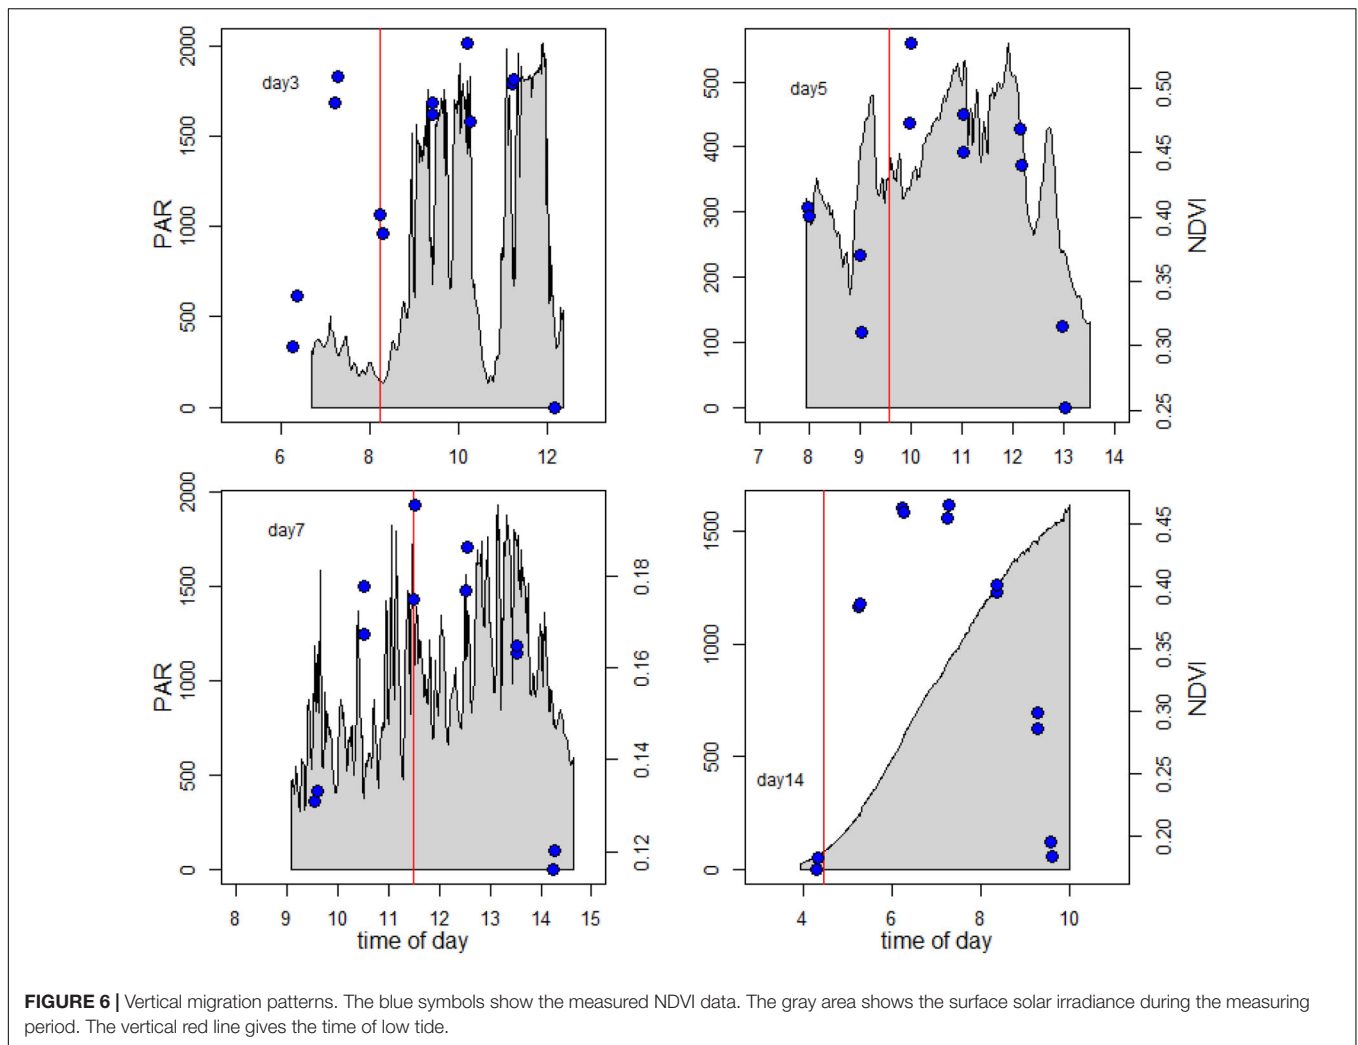 day3
PAR
0 500 1000 1500 2000
6 8 10 12
day5
0 100 200 300 400 500
0.25 0.30 0.35 0.40 0.45 0.50
NDVI
7 8 9 10 11 12 13 14
day7
PAR
0 500 1000 1500 2000
0.12 0.14 0.16 0.18
8 9 10 11 12 13 14 15
time of day
day14
0 500 1000 1500
0.20 0.25 0.30 0.35 0.40 0.45
NDVI
4 6 8 10
time of day
FIGURE 6 | Vertical migration patterns. The blue symbols show the measured NDVI data. The gray area shows the surface solar irradiance during the measuring
period. The vertical red line gives the time of low tide.